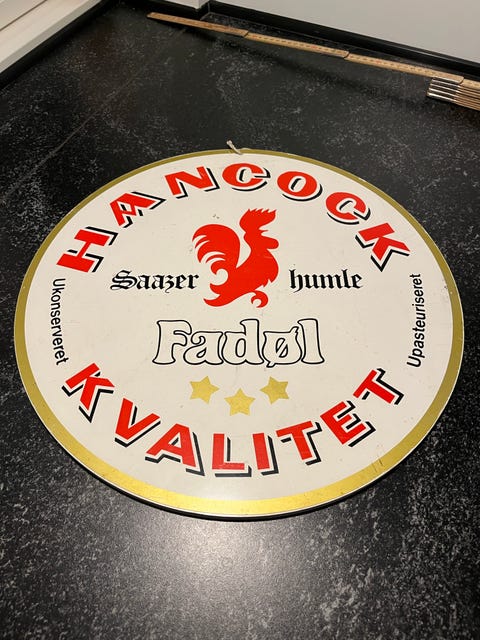 HANCOCK
Saazer humle
Ukonserveret
Upasteuriseret
Fadøl
KVALITET